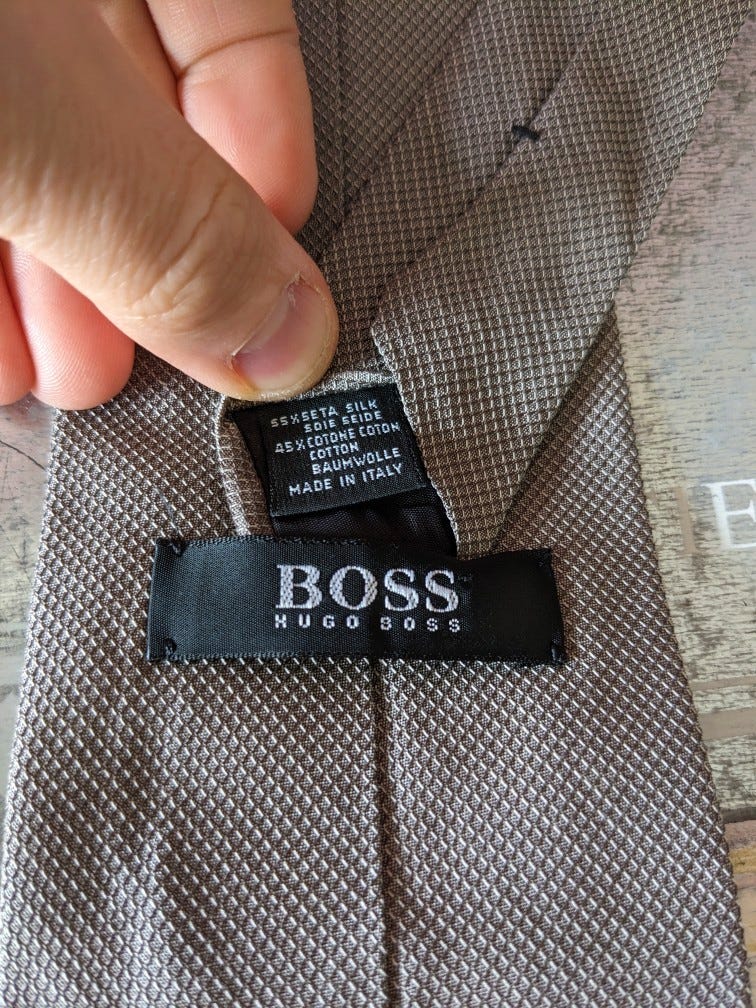 55%SETA SILK
SOIE SEIDE
45%COTONE COTON
COTTON
BAUMWOLLE
MADE IN ITALY
BOSS
HUGO BOSS
E